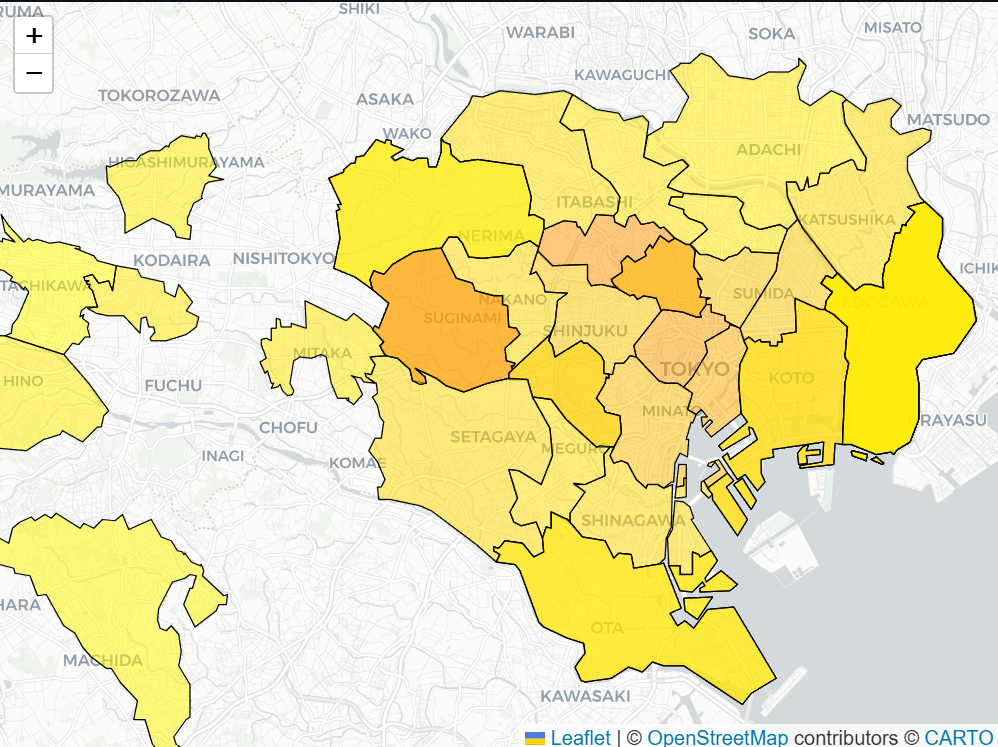 RUMA
SHIKI
WARABI
SOKA
MISATO
+
−
KAWAGUCHI
TOKOROZAWA
ASAKA
MATSUDO
WAKO
ADACHI
HIGASHIMURAYAMA
MURAYAMA
ITABASHI
KATSUSHIKA
NERIMA
KODAIRA
NISHITOKYO
ICHIK
TACHIKAWA
SUMIDA
NAKANO
EDOGAWA
SUGINAMI
SHINJUKU
MITAKA
TOKYO
HINO
FUCHU
KOTO
MINATO
RAYASU
CHOFU
SETAGAYA
MEGURO
INAGI
KOMAE
SHINAGAWA
HARA
OTA
MACHIDA
KAWASAKI
Leaflet | © OpenStreetMap contributors © CARTO